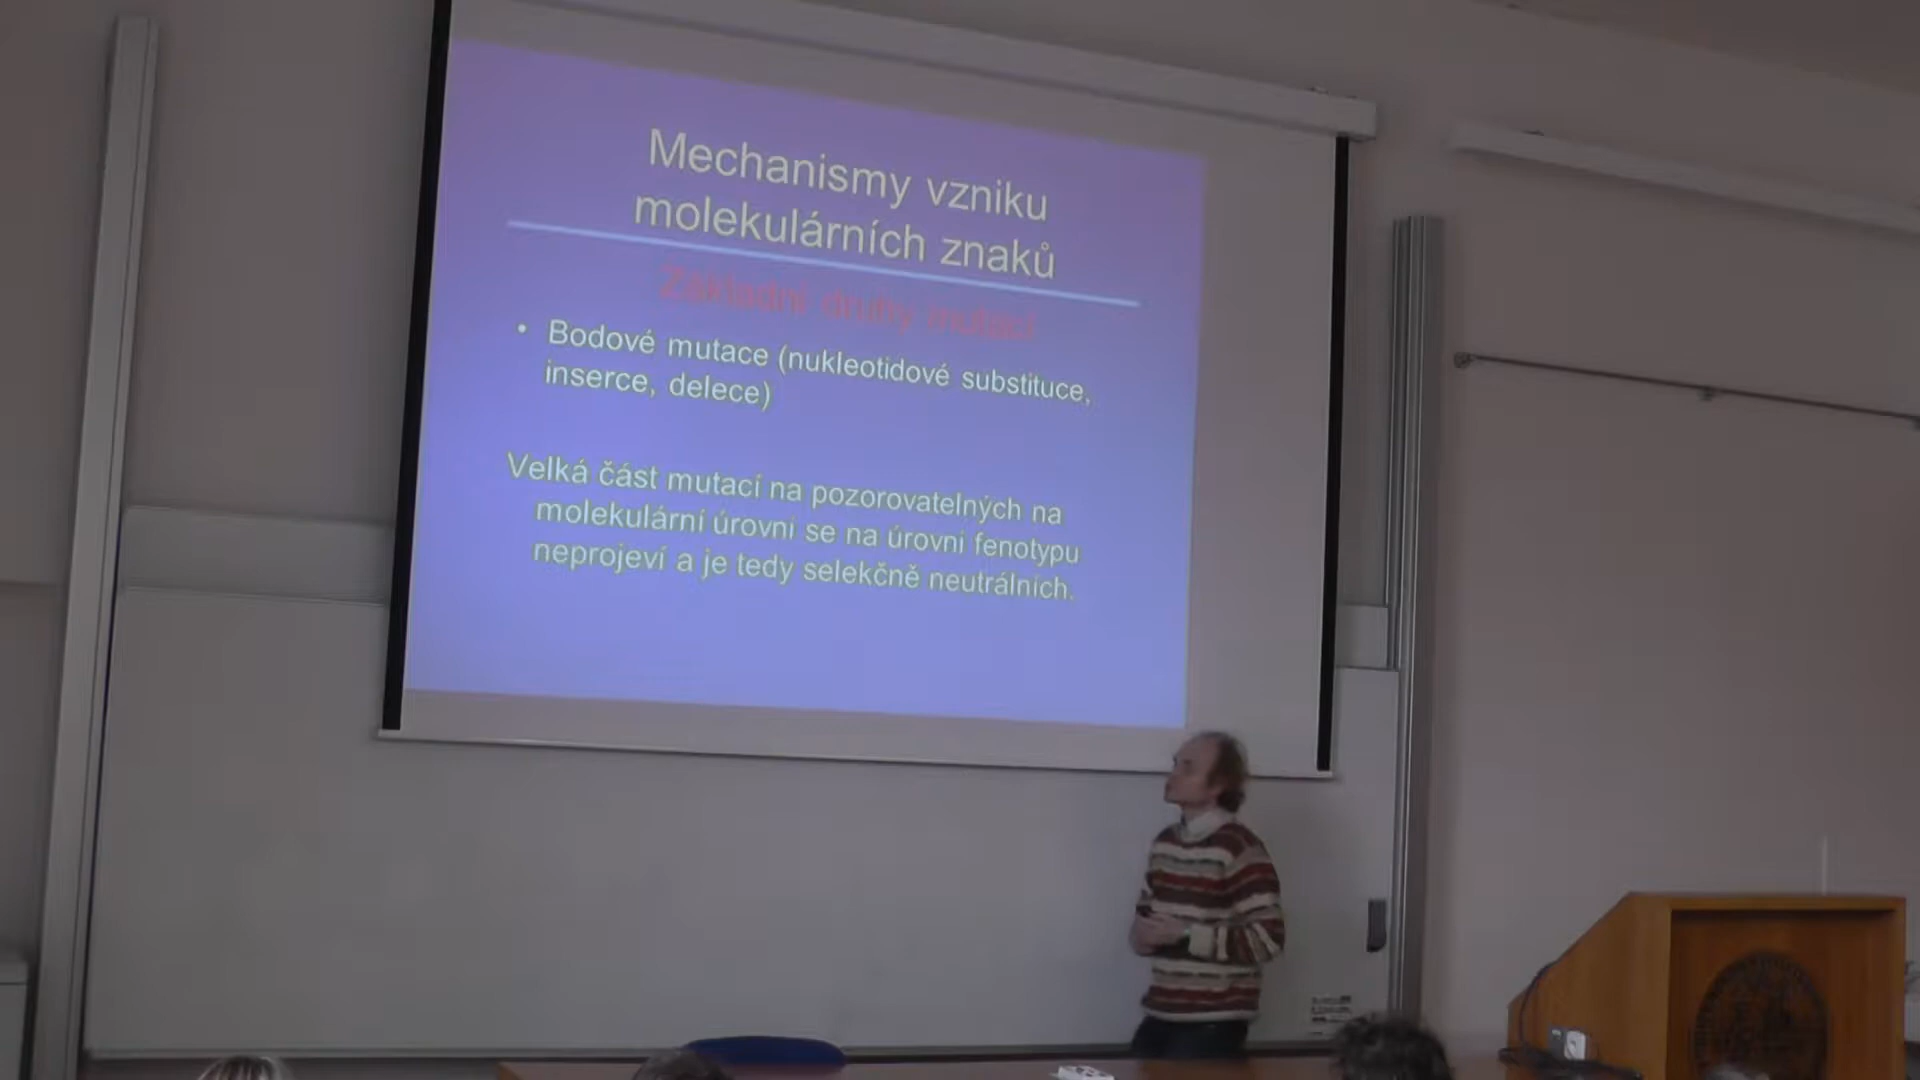 Mechanismy vzniku
molekulárních znaků
Základní druhy mutací
• Bodové mutace (nukleotidové substituce,
inserce, delece)
Velká část mutací na pozorovatelných na
molekulární úrovni se na úrovni fenotypu
neprojeví a je tedy selekčně neutrálních.